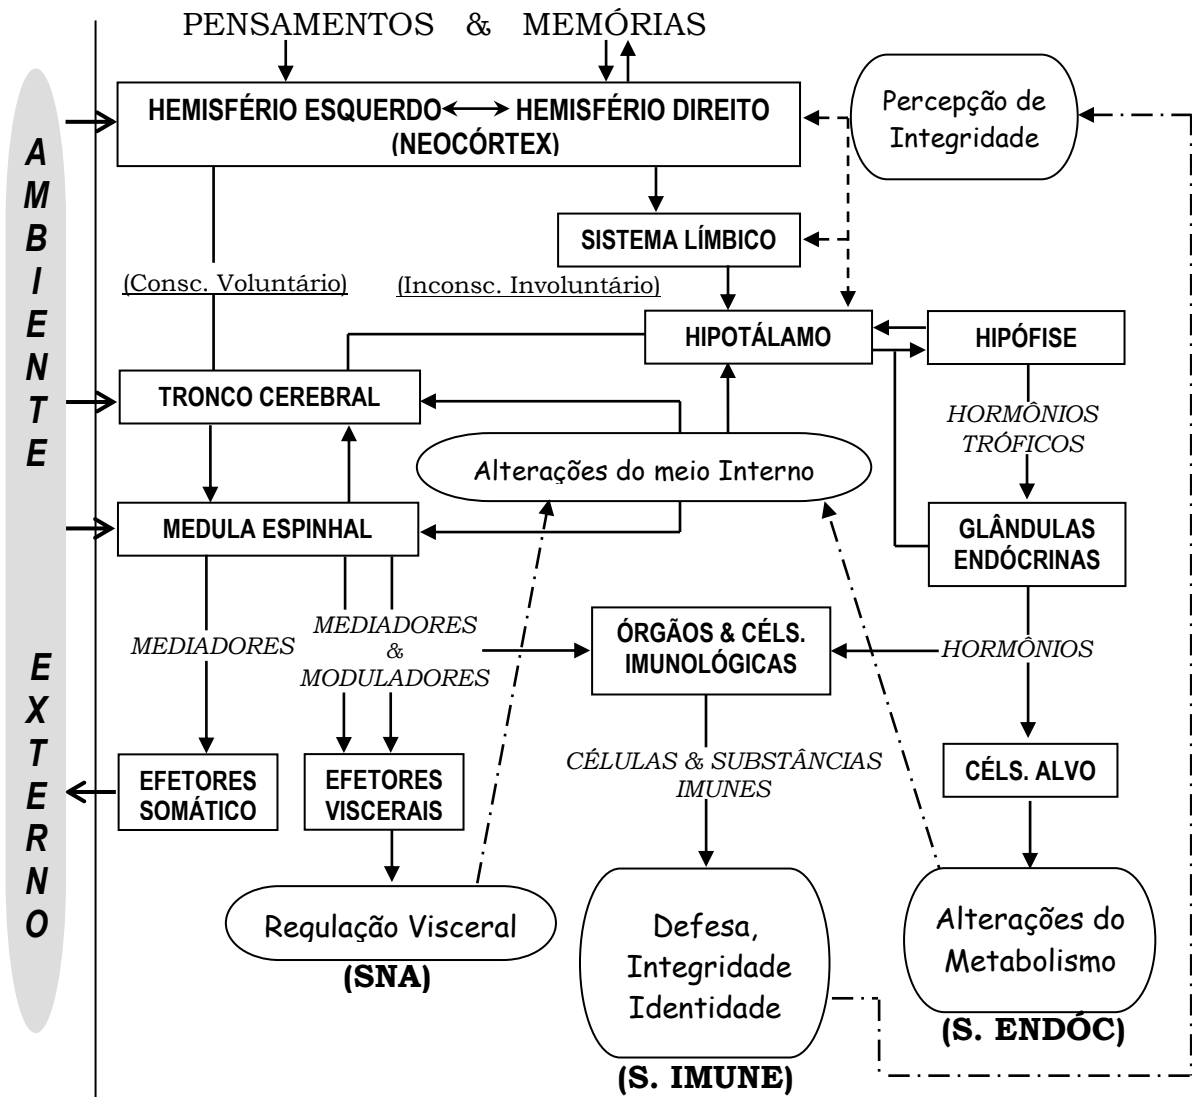 PENSAMENTOS & MEMÓRIAS
HEMISFÉRIO ESQUERDO HEMISFÉRIO DIREITO
(NEOCÓRTEX)
Percepção de
Integridade
AMBIENTE
EXTERNO
SISTEMA LÍMBICO
(Consc. Voluntário)
(Inconsc. Involuntário)
HIPOTÁLAMO
HIPÓFISE
TRONCO CEREBRAL
HORMÔNIOS
TRÓFICOS
Alterações do meio Interno
MEDULA ESPINHAL
GLÂNDULAS
ENDÓCRINAS
MEDIADORES
MEDIADORES
&
MODULADORES
ÓRGÃOS & CÉLS.
IMUNOLÓGICAS
HORMÔNIOS
CÉLULAS & SUBSTÂNCIAS
IMUNES
EFETORES
SOMÁTICO
EFETORES
VISCERAIS
CÉLS. ALVO
Regulação Visceral
(SNA)
Defesa,
Integridade
Identidade
(S. IMUNE)
Alterações do
Metabolismo
(S. ENDÓC)